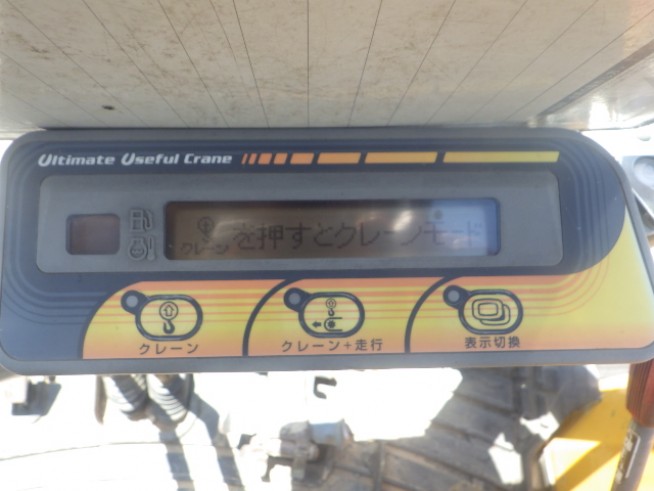 Ultimate Useful Crane
クレーン を押すとクレーンモード
クレーン
クレーン+走行
表示切換